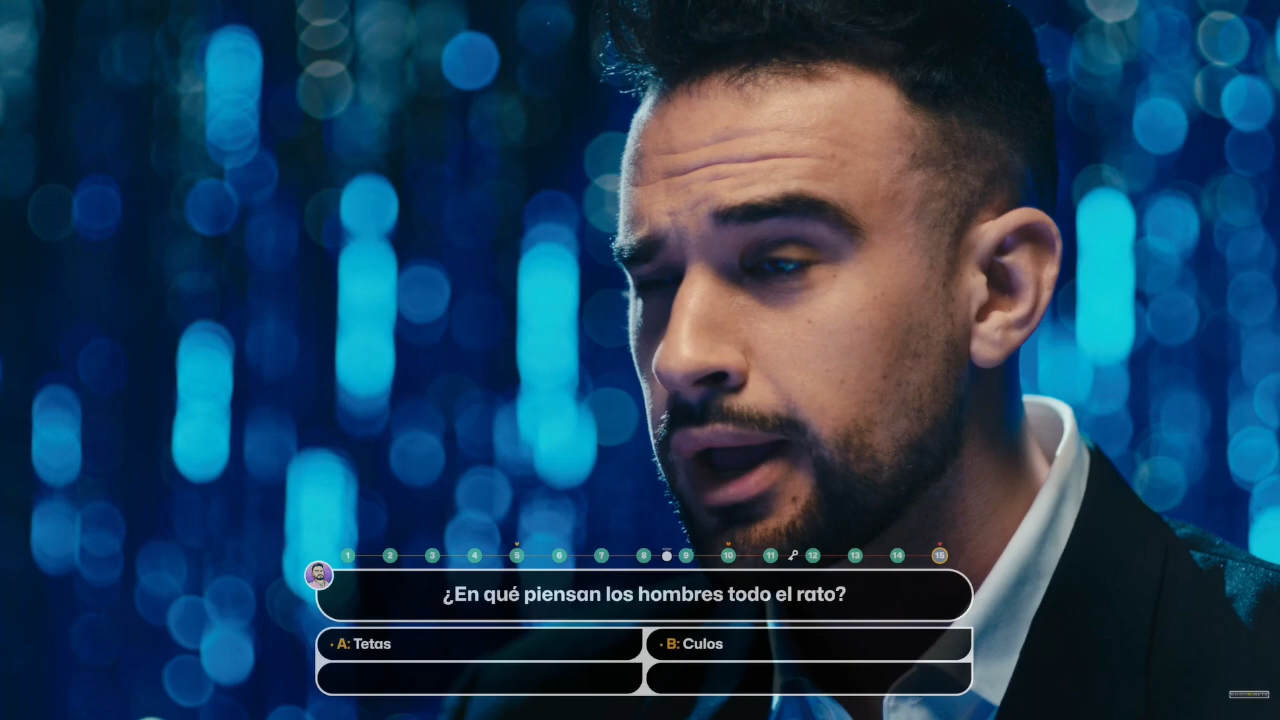 1 2 3 4 5 6 7 8 9 10 11 12 13 14 15
¿En qué piensan los hombres todo el rato?
· A: Tetas
· B: Culos